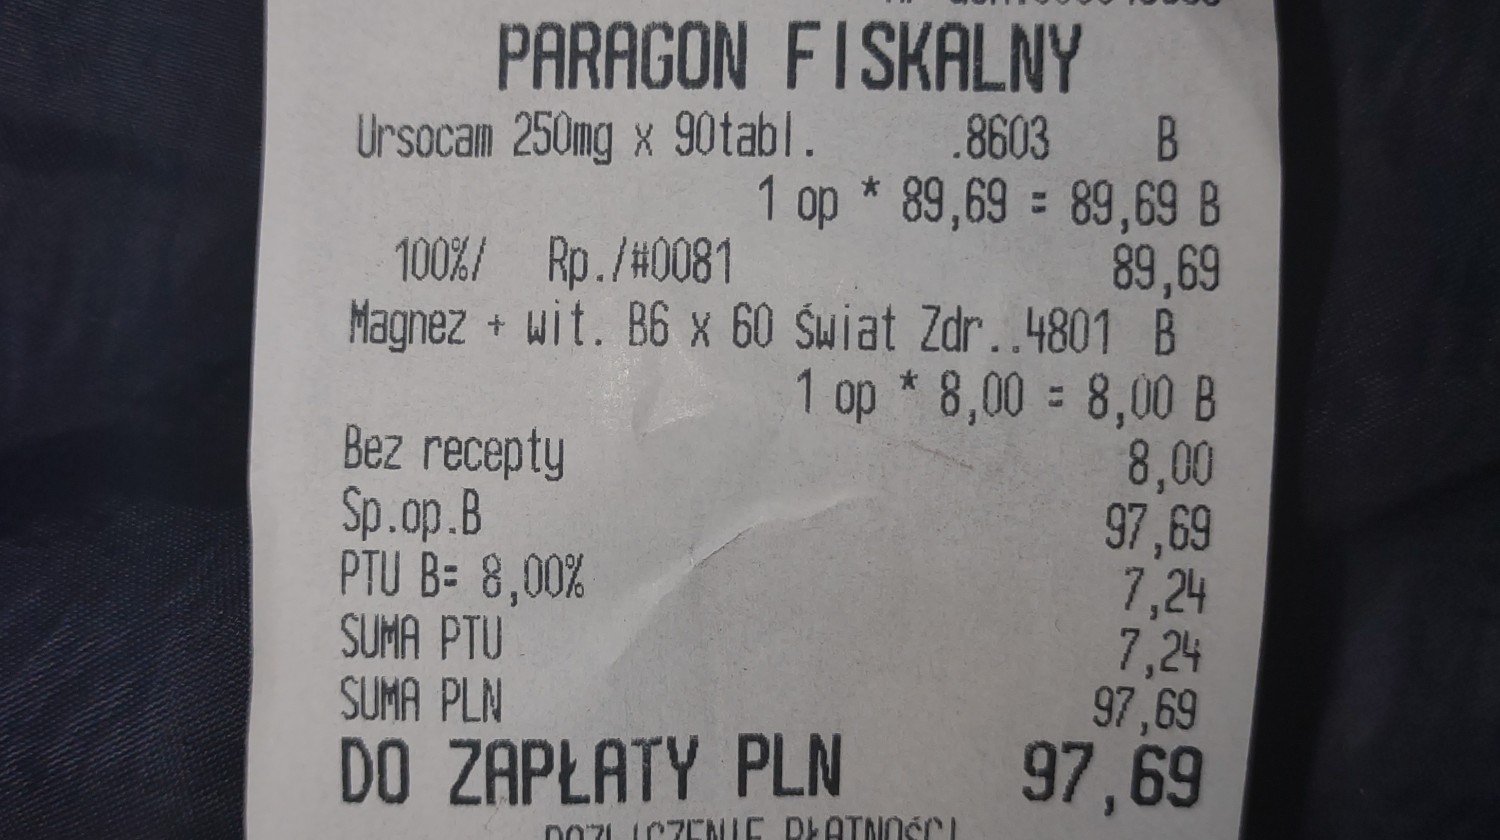 PARAGON FISKALNY
Ursocam 250mg x 90tabl. .8603 B
1 op * 89,69 = 89,69 B
100%/ Rp./#0081 89,69
Magnez + wit. B6 x 60 Świat Zdr..4801 B
1 op * 8,00 = 8,00 B
Bez recepty 8,00
Sp.op.B 97,69
PTU B= 8,00% 7,24
SUMA PTU 7,24
SUMA PLN 97,69
DO ZAPŁATY PLN 97,69
ROZLICZENIE PŁATNOŚCI